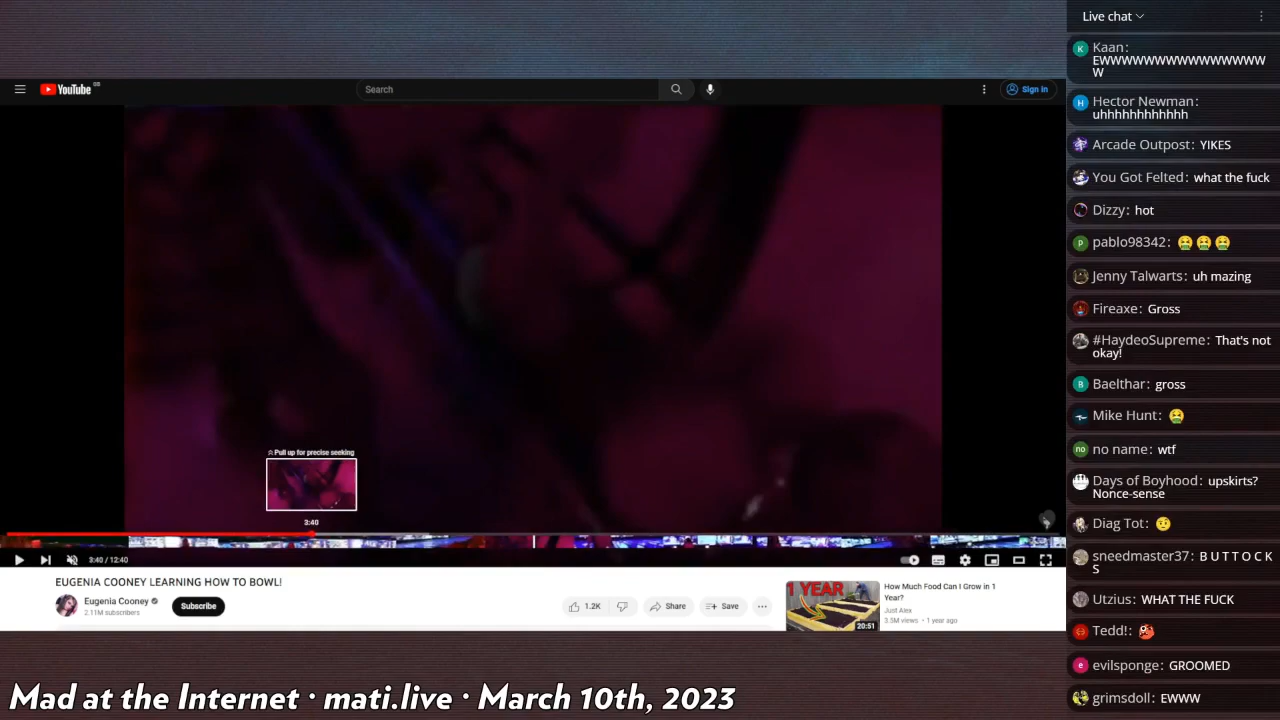 YouTube BB
Search
Sign in
Pull up for precise seeking
3:40
3:40 / 12:40
EUGENIA COONEY LEARNING HOW TO BOWL!
Eugenia Cooney
2.11M subscribers
Subscribe
1.2K
Share
Save
1 YEAR
20:51
How Much Food Can I Grow in 1
Year?
Just Alex
3.5M views • 1 year ago
Mad at the Internet · mati.live · March 10th, 2023
Live chat
K
Kaan:
EWWWWWWWWWWWWWWWW
W
H
Hector Newman:
uhhhhhhhhhhhh
Arcade Outpost: YIKES
You Got Felted: what the fuck
Dizzy: hot
p
pablo98342: 🤮🤮🤮
Jenny Talwarts: uh mazing
Fireaxe: Gross
#HaydeoSupreme: That's not
okay!
B
Baelthar: gross
Mike Hunt: 🤮
no
no name: wtf
Days of Boyhood: upskirts?
Nonce-sense
Diag Tot: 🤨
sneedmaster37: B U T T O C K
S
Utzius: WHAT THE FUCK
Tedd!:
e
evilsponge: GROOMED
grimsdoll: EWWW